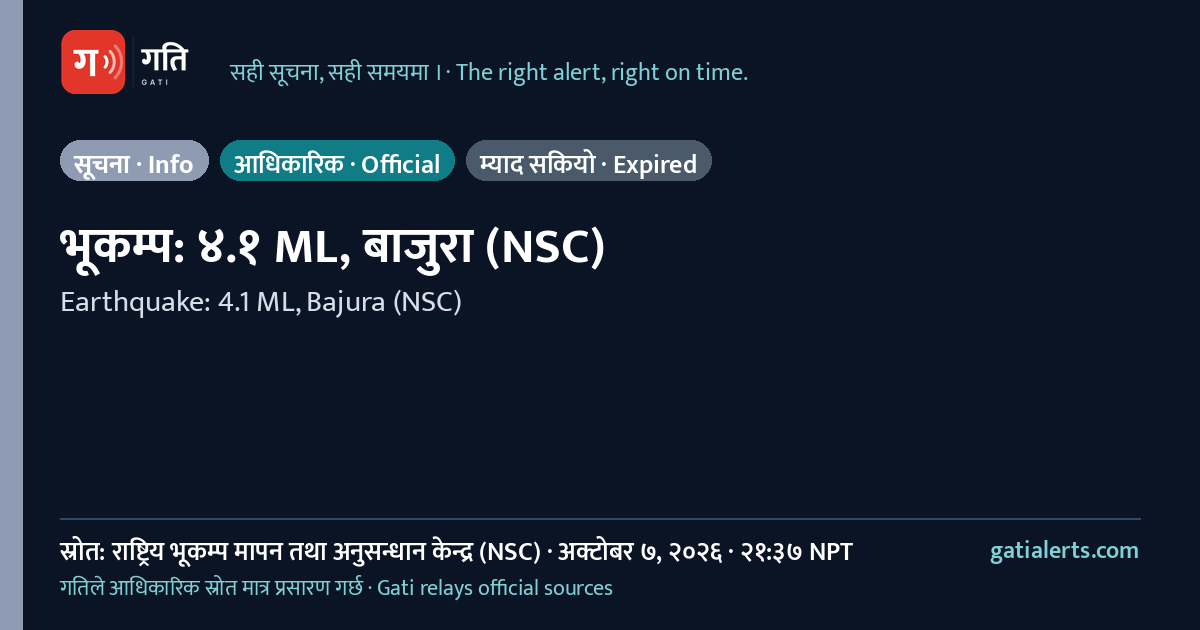 ग गति
GATI
सही सूचना, सही समयमा । · The right alert, right on time.
सूचना · Info आधिकारिक · Official म्याद सकियो · Expired
भूकम्प: ४.१ ML, बाजुरा (NSC)
Earthquake: 4.1 ML, Bajura (NSC)
स्रोत: राष्ट्रिय भूकम्प मापन तथा अनुसन्धान केन्द्र (NSC) · अक्टोबर ७, २०२६ · २१:३७ NPT
gatialerts.com
गतिले आधिकारिक स्रोत मात्र प्रसारण गर्छ · Gati relays official sources